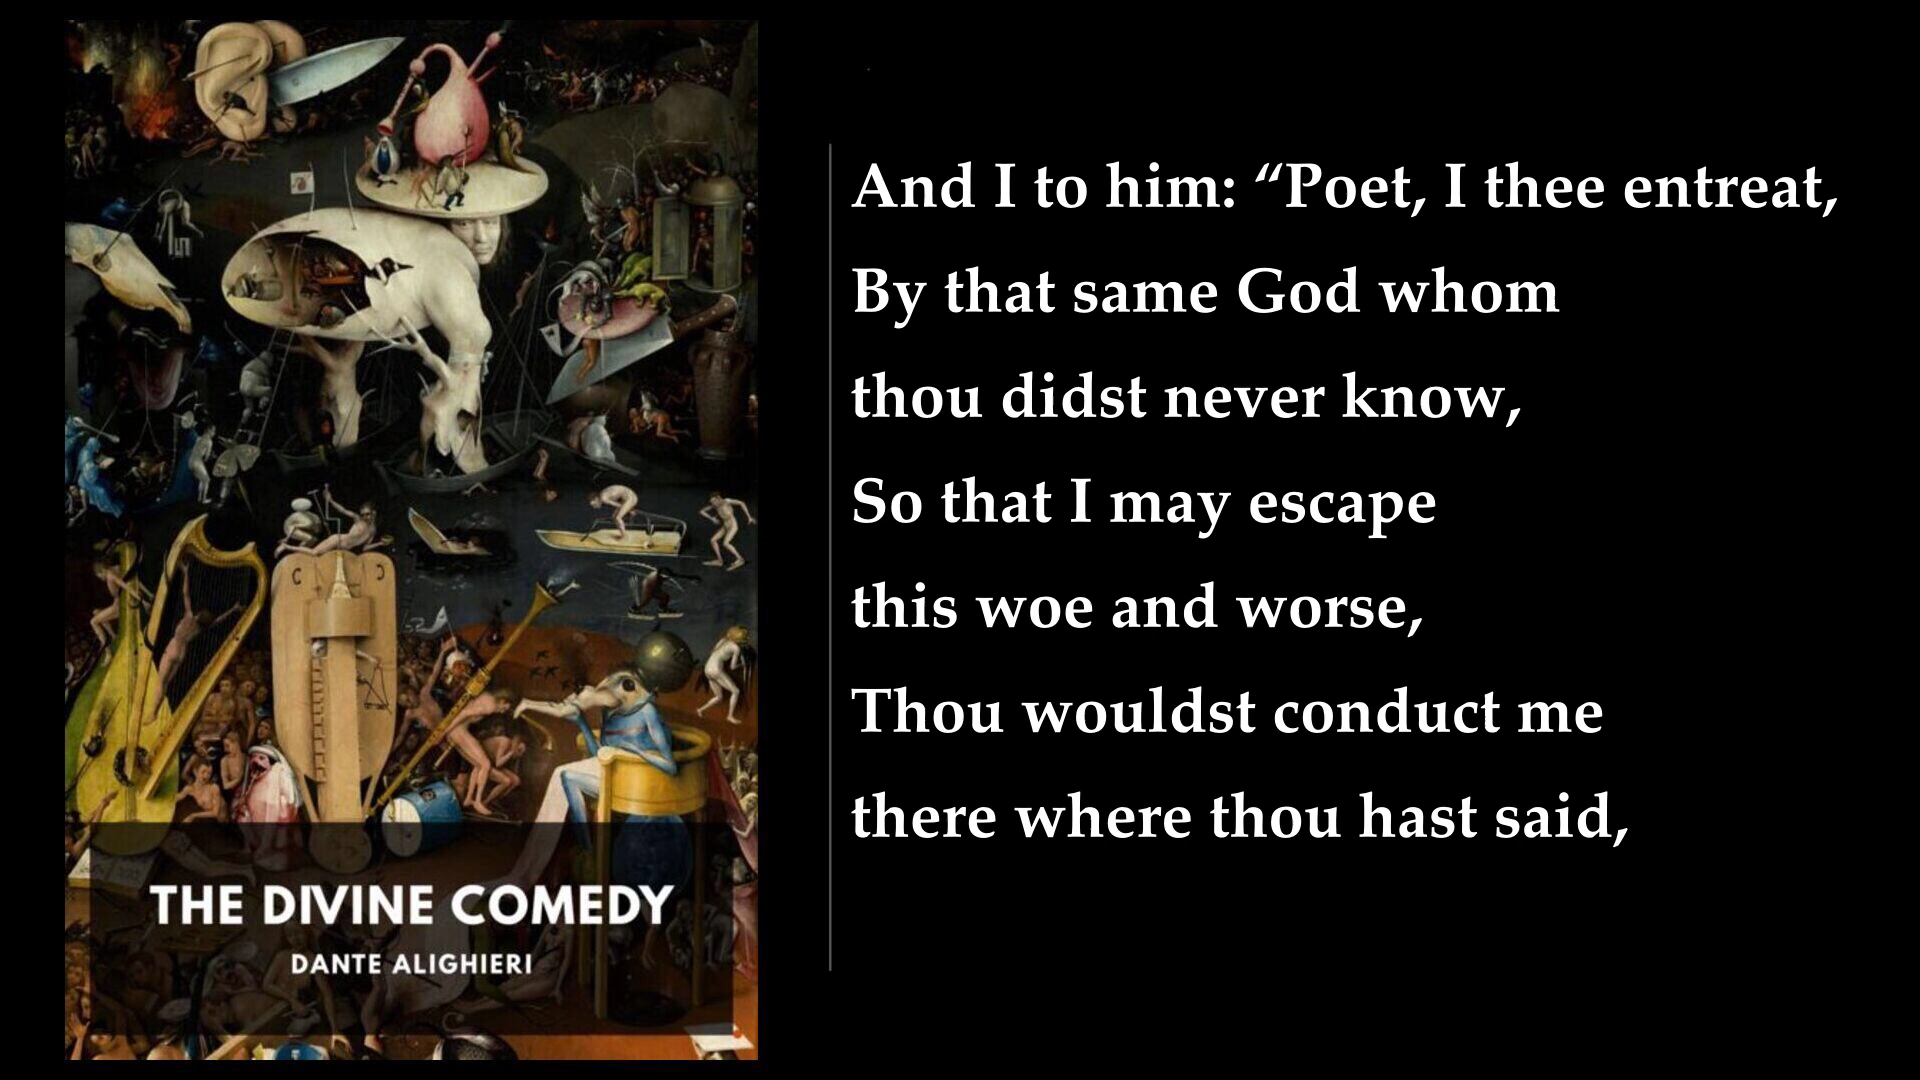 And I to him: “Poet, I thee entreat,
By that same God whom
thou didst never know,
So that I may escape
this woe and worse,
Thou wouldst conduct me
there where thou hast said,
THE DIVINE COMEDY
DANTE ALIGHIERI